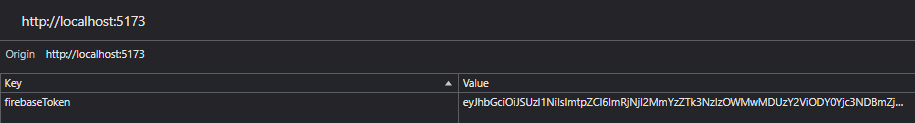 http://localhost:5173
Origin http://localhost:5173
Key Value
firebaseToken eyJhbGciOiJSUzI1NiIsImtpZCI6ImRjNjI2MmYzZTk3NzIzOWMwMDUzY2ViODY0Yjc3NDBmZj...